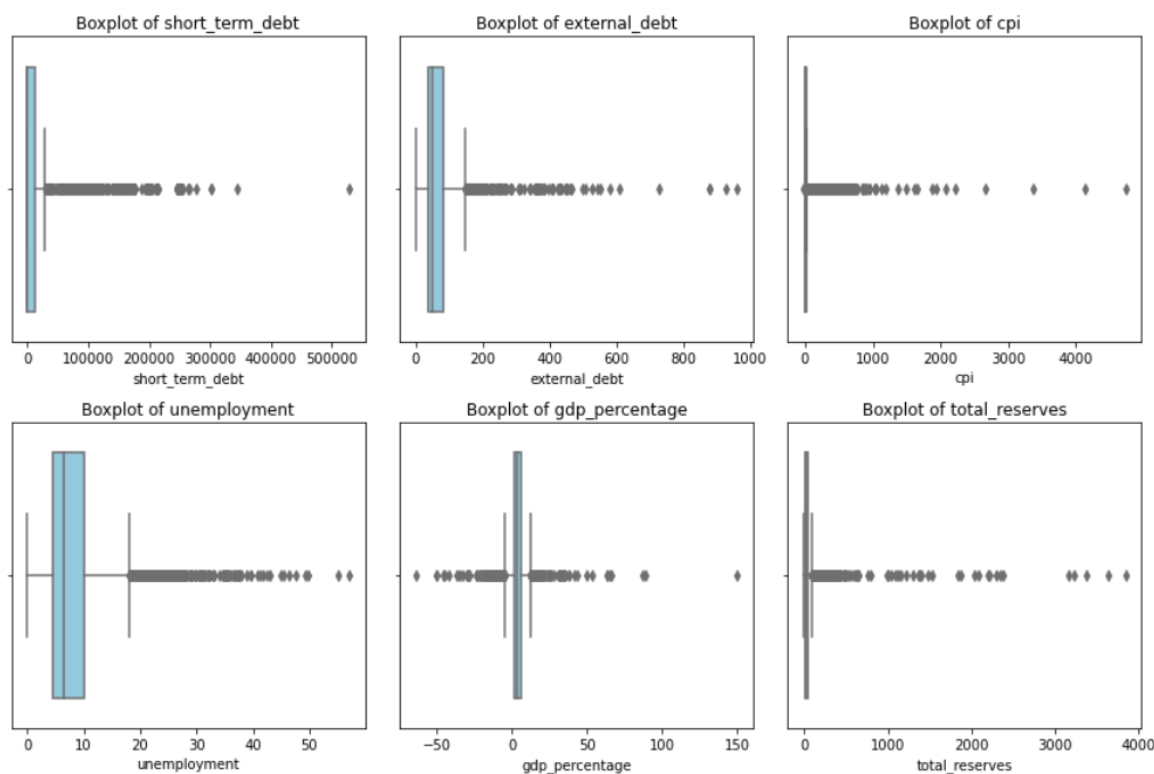 Boxplot of short_term_debt
Boxplot of external_debt
Boxplot of cpi
0 100000 200000 300000 400000 500000
short_term_debt
0 200 400 600 800 1000
external_debt
0 1000 2000 3000 4000
cpi
Boxplot of unemployment
Boxplot of gdp_percentage
Boxplot of total_reserves
0 10 20 30 40 50
unemployment
−50 0 50 100 150
gdp_percentage
0 1000 2000 3000 4000
total_reserves